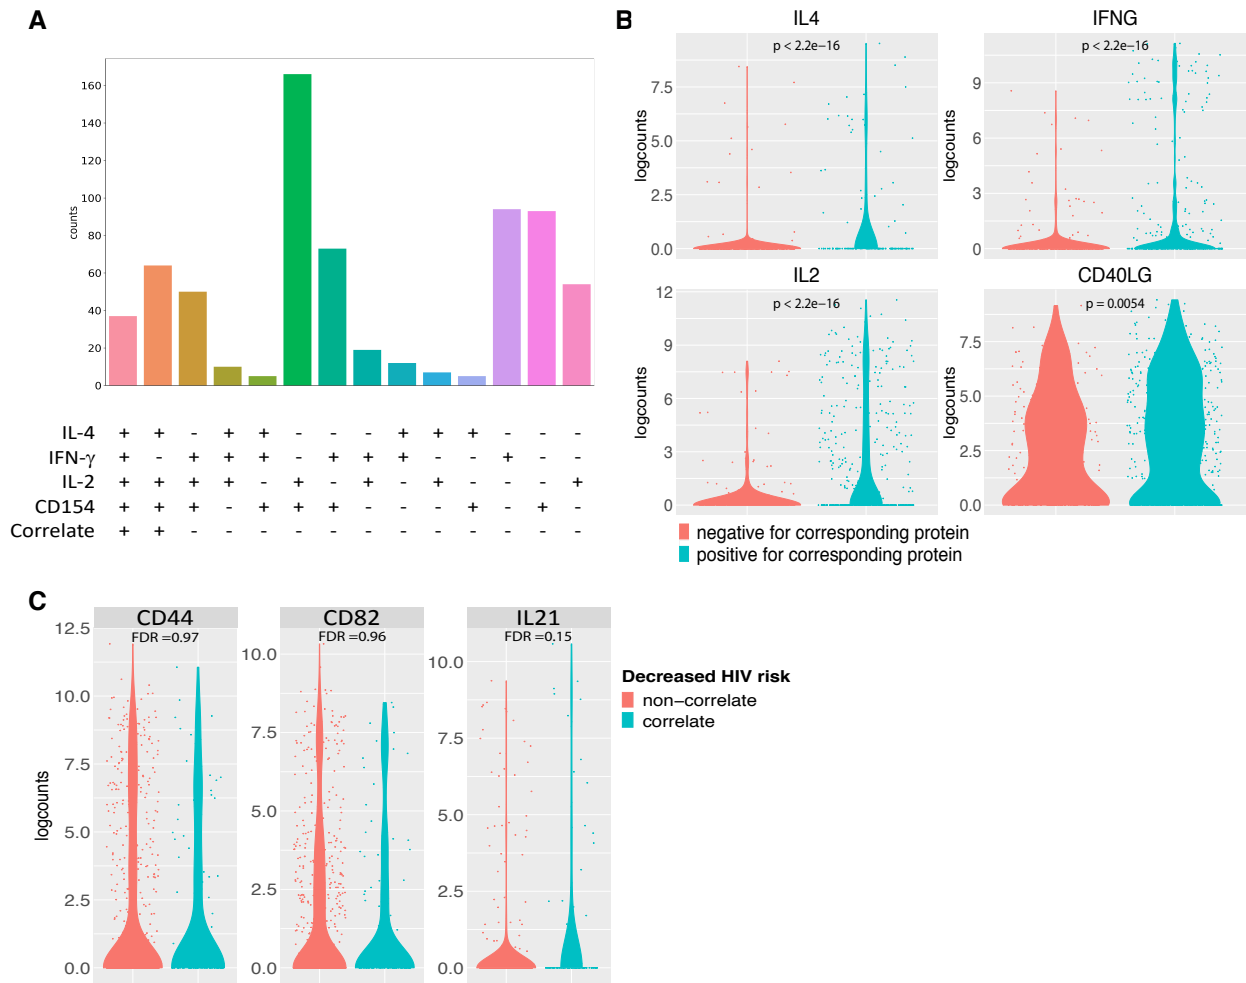 A
160
140
120
100
80
60
40
20
0
counts
IL-4 + + - + + - - - + + + - - -
IFN-γ + - + + + - + + + - - + - -
IL-2 + + + + - + - + - + - - - +
CD154 + + + - + + + - - - + - + -
Correlate + + - - - - - - - - - - - -
B
IL4
p < 2.2e−16
7.5
5.0
2.5
0.0
logcounts
IFNG
p < 2.2e−16
9
6
3
0
logcounts
IL2
p < 2.2e−16
12
9
6
3
0
logcounts
CD40LG
p = 0.0054
7.5
5.0
2.5
0.0
logcounts
negative for corresponding protein
positive for corresponding protein
C
CD44
FDR =0.97
12.5
10.0
7.5
5.0
2.5
0.0
logcounts
CD82
FDR =0.96
10.0
7.5
5.0
2.5
0.0
IL21
FDR =0.15
10.0
7.5
5.0
2.5
0.0
Decreased HIV risk
non−correlate
correlate